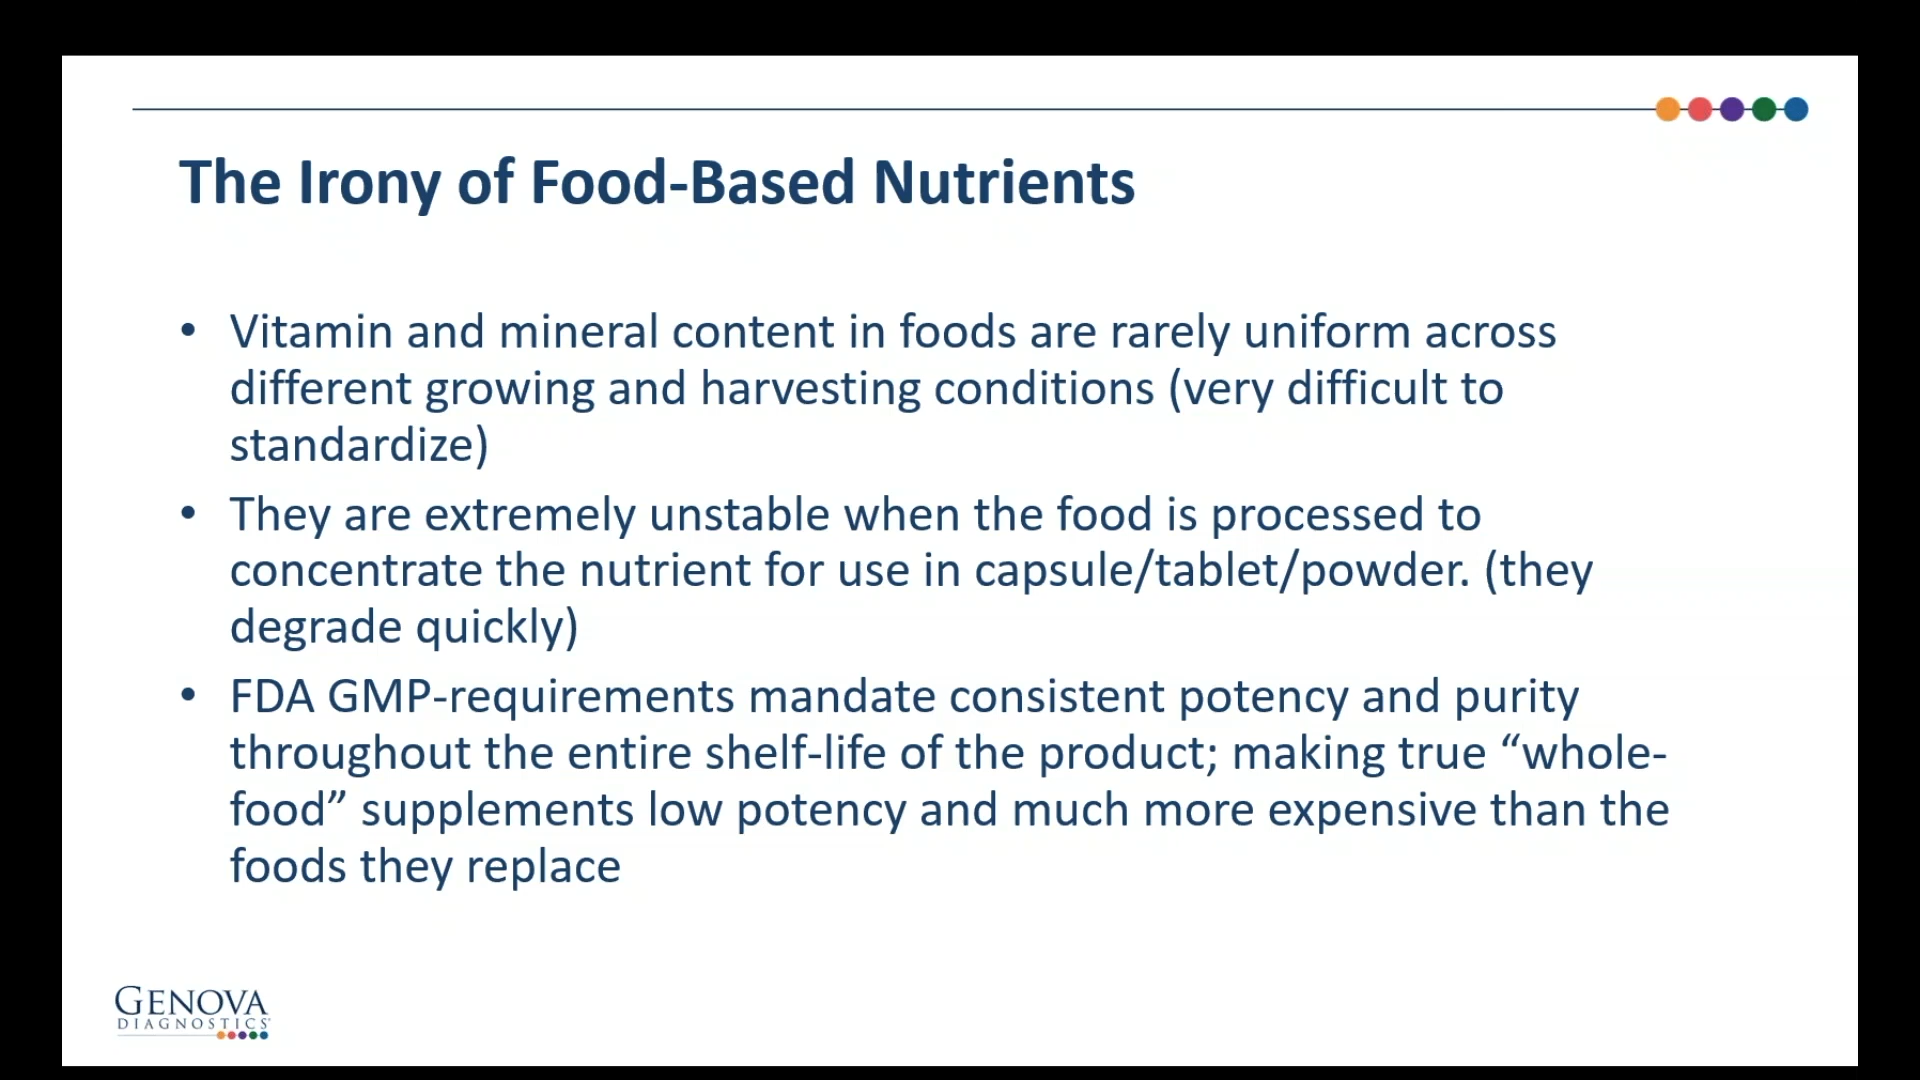 The Irony of Food-Based Nutrients
• Vitamin and mineral content in foods are rarely uniform across
different growing and harvesting conditions (very difficult to
standardize)
• They are extremely unstable when the food is processed to
concentrate the nutrient for use in capsule/tablet/powder. (they
degrade quickly)
• FDA GMP-requirements mandate consistent potency and purity
throughout the entire shelf-life of the product; making true “whole-
food” supplements low potency and much more expensive than the
foods they replace
GENOVA
DIAGNOSTICS